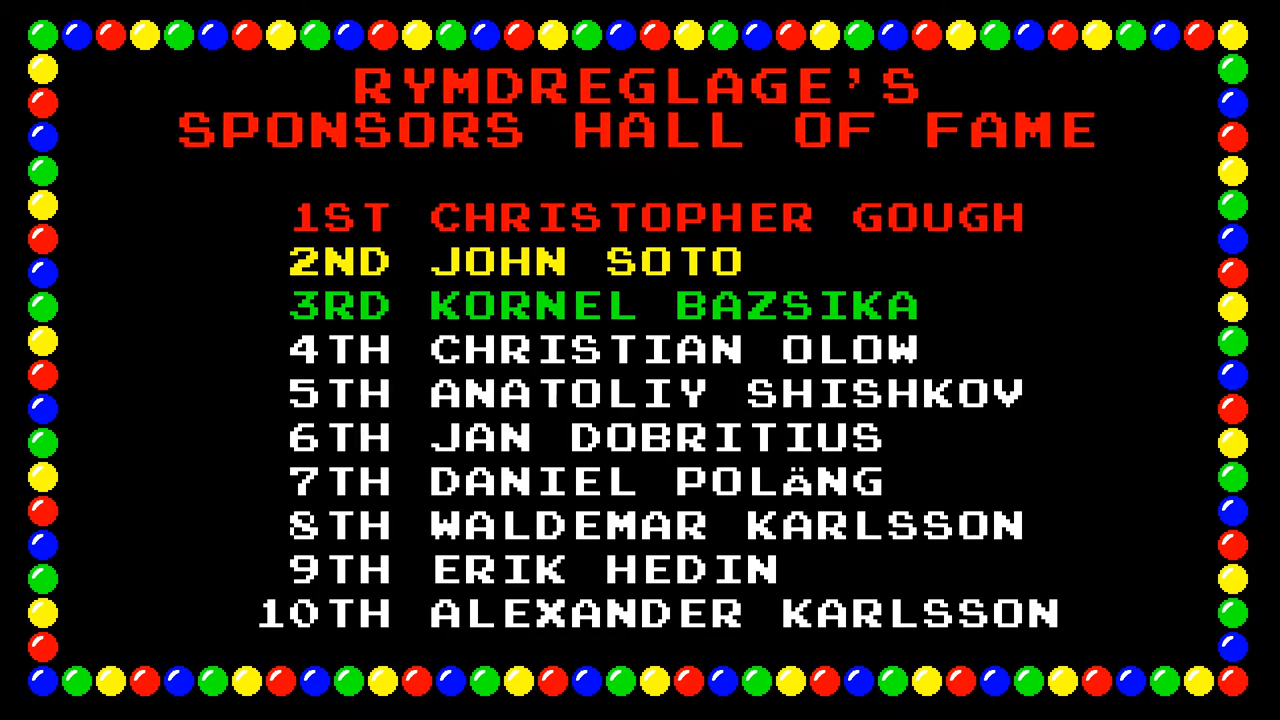 RYMDREGLAGE'S
SPONSORS HALL OF FAME
1ST CHRISTOPHER GOUGH
2ND JOHN SOTO
3RD KORNEL BAZSIKA
4TH CHRISTIAN OLOW
5TH ANATOLIY SHISHKOV
6TH JAN DOBRITIUS
7TH DANIEL POLÄNG
8TH WALDEMAR KARLSSON
9TH ERIK HEDIN
10TH ALEXANDER KARLSSON